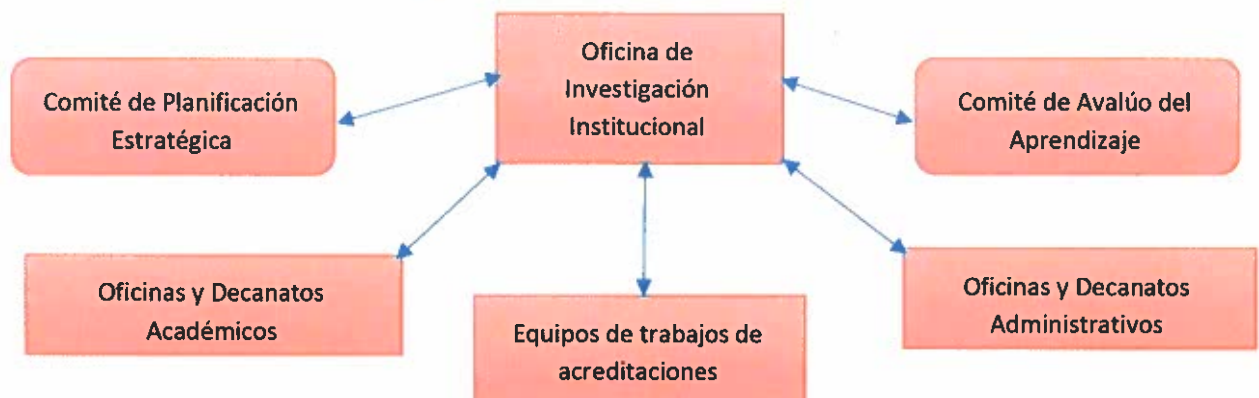 Oficina de
Investigación
Institucional
Comité de Planificación
Estratégica
Comité de Avalúo del
Aprendizaje
Oficinas y Decanatos
Académicos
Equipos de trabajos de
acreditaciones
Oficinas y Decanatos
Administrativos